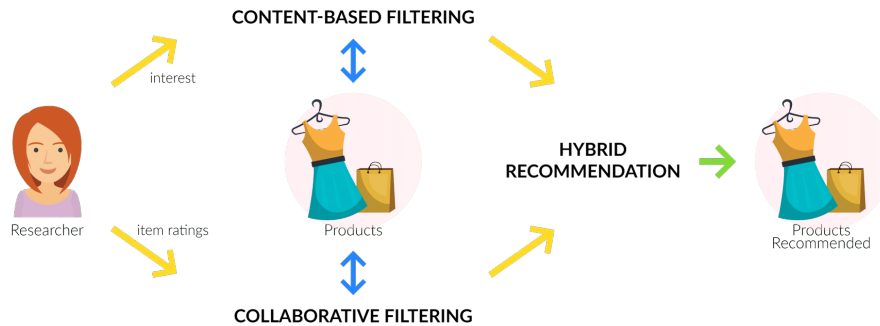 CONTENT-BASED FILTERING
interest
HYBRID
RECOMMENDATION
Researcher
item ratings
Products
Products
Recommended
COLLABORATIVE FILTERING